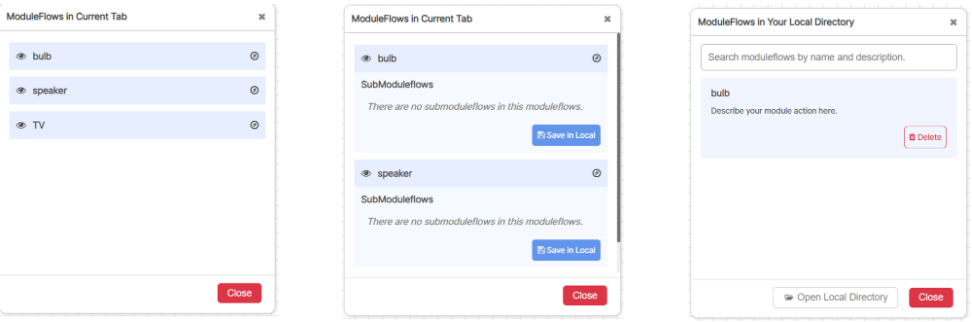 ModuleFlows in Current Tab
bulb
speaker
TV
Close
ModuleFlows in Current Tab
bulb
SubModuleflows
There are no submoduleflows in this moduleflows.
Save in Local
speaker
SubModuleflows
There are no submoduleflows in this moduleflows.
Save in Local
Close
ModuleFlows in Your Local Directory
Search moduleflows by name and description.
bulb
Describe your module action here.
Delete
Open Local Directory
Close